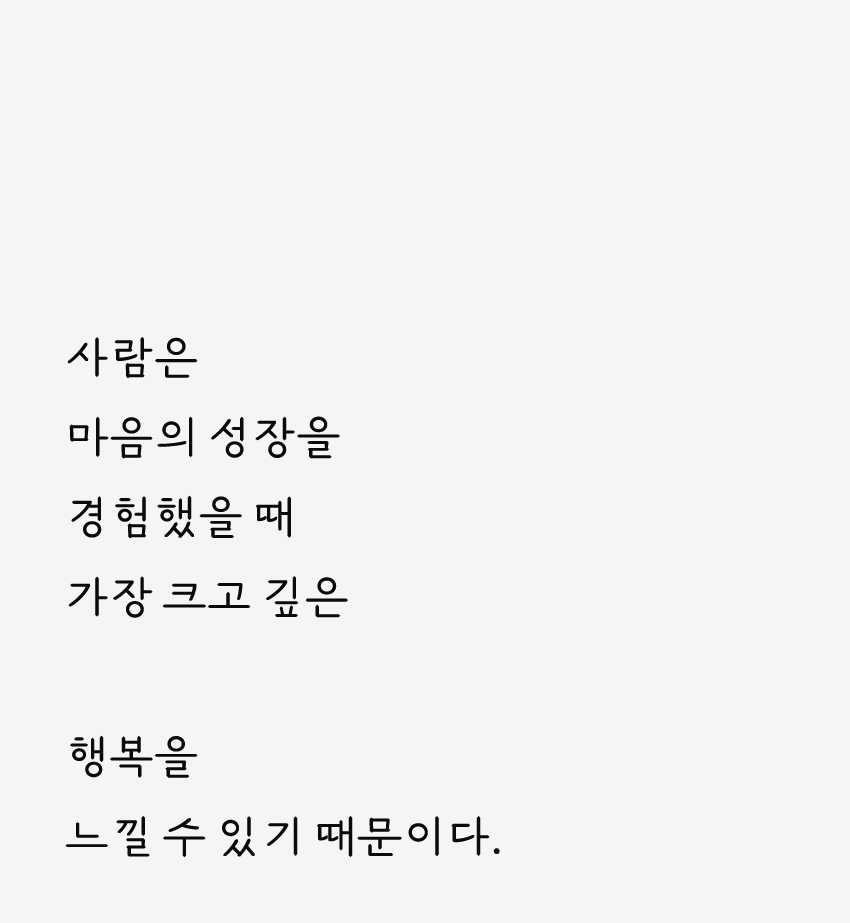 사람은
마음의 성장을
경험했을 때
가장 크고 깊은
행복을
느낄 수 있기 때문이다.